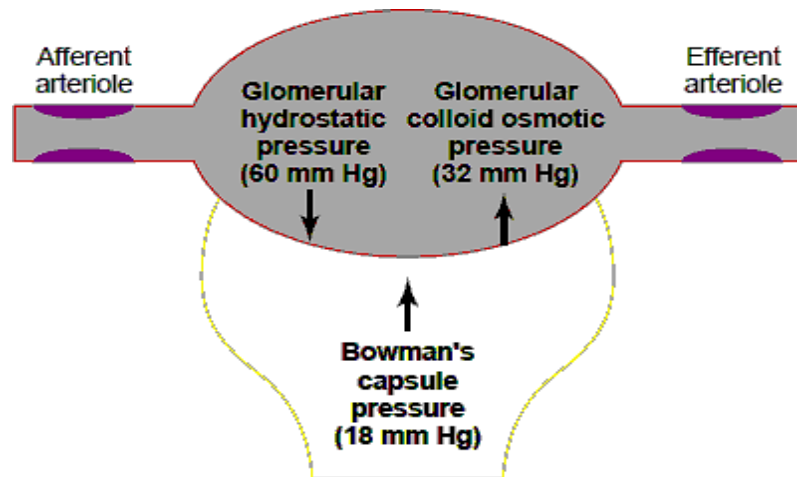 Afferent
arteriole
Efferent
arteriole
Glomerular
hydrostatic
pressure
(60 mm Hg)
Glomerular
colloid osmotic
pressure
(32 mm Hg)
Bowman's
capsule
pressure
(18 mm Hg)